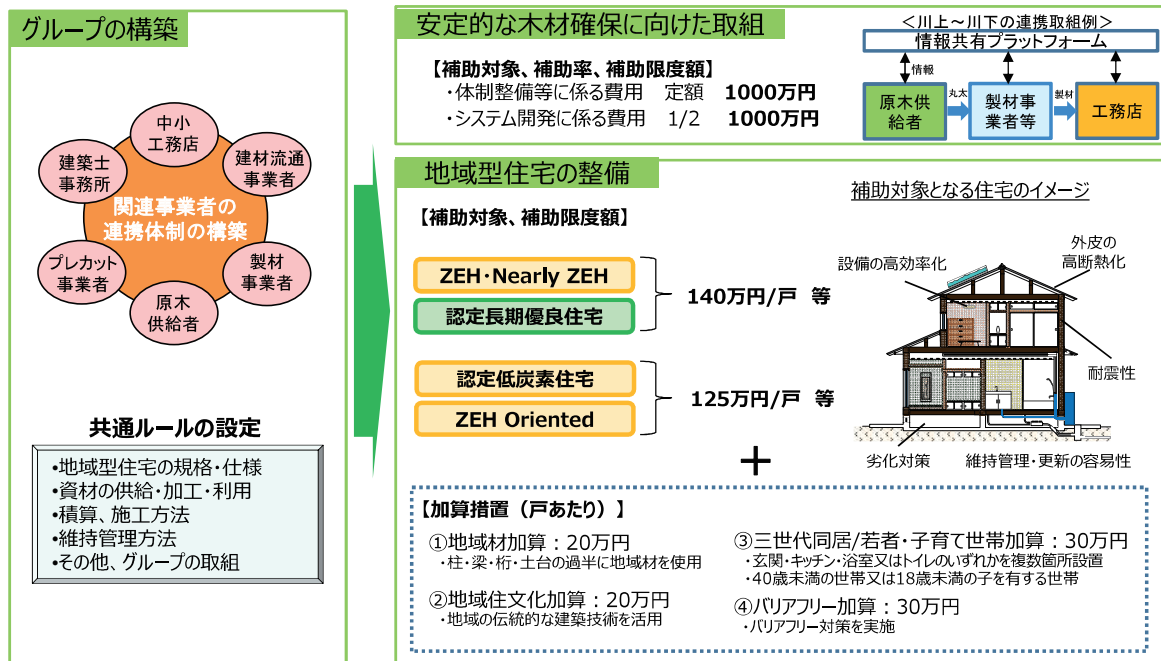 グループの構築
中小
工務店
建築士
事務所
建材流通
事業者
関連事業者の
連携体制の構築
プレカット
事業者
製材
事業者
原木
供給者
共通ルールの設定
・地域型住宅の規格・仕様
・資材の供給・加工・利用
・積算、施工方法
・維持管理方法
・その他、グループの取組
安定的な木材確保に向けた取組
【補助対象、補助率、補助限度額】
・体制整備等に係る費用 定額 1000万円
・システム開発に係る費用 1/2 1000万円
＜川上～川下の連携取組例＞
情報共有プラットフォーム
情報
原木供
給者
丸太
製材事
業者等
製材
工務店
地域型住宅の整備
【補助対象、補助限度額】
ZEH・Nearly ZEH
認定長期優良住宅
140万円/戸 等
認定低炭素住宅
ZEH Oriented
125万円/戸 等
補助対象となる住宅のイメージ
設備の高効率化
外皮の
高断熱化
耐震性
劣化対策
維持管理・更新の容易性
＋
【加算措置（戸あたり）】
①地域材加算：20万円
・柱・梁・桁・土台の過半に地域材を使用
②地域住文化加算：20万円
・地域の伝統的な建築技術を活用
③三世代同居/若者・子育て世帯加算：30万円
・玄関・キッチン・浴室又はトイレのいずれかを複数箇所設置
・40歳未満の世帯又は18歳未満の子を有する世帯
④バリアフリー加算：30万円
・バリアフリー対策を実施